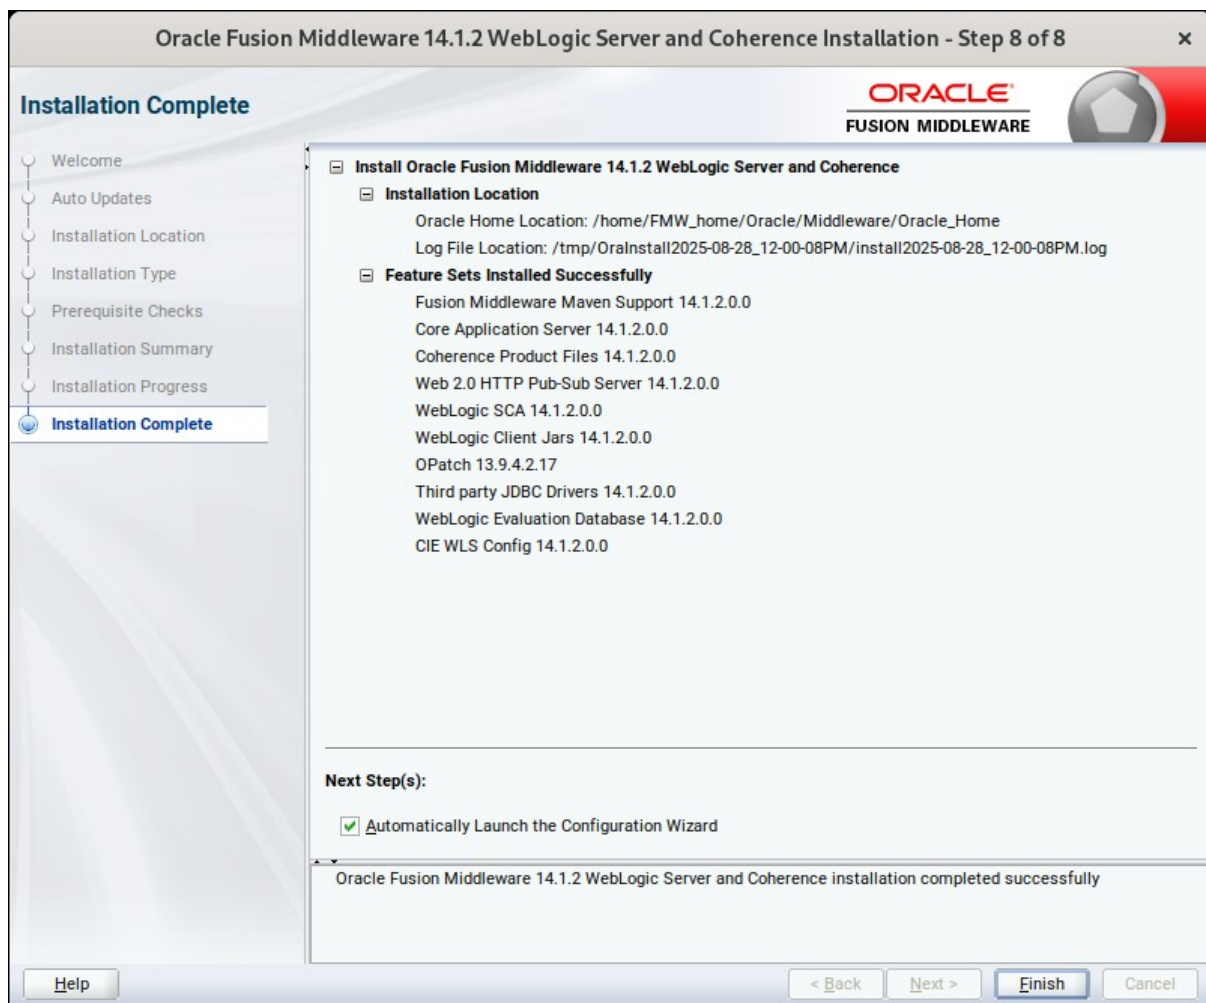 Oracle Fusion Middleware 14.1.2 WebLogic Server and Coherence Installation - Step 8 of 8
Installation Complete
ORACLE
FUSION MIDDLEWARE
Welcome
Auto Updates
Installation Location
Installation Type
Prerequisite Checks
Installation Summary
Installation Progress
Installation Complete
Install Oracle Fusion Middleware 14.1.2 WebLogic Server and Coherence
Installation Location
Oracle Home Location: /home/FMW_home/Oracle/Middleware/Oracle_Home
Log File Location: /tmp/OraInstall2025-08-28_12-00-08PM/install2025-08-28_12-00-08PM.log
Feature Sets Installed Successfully
Fusion Middleware Maven Support 14.1.2.0.0
Core Application Server 14.1.2.0.0
Coherence Product Files 14.1.2.0.0
Web 2.0 HTTP Pub-Sub Server 14.1.2.0.0
WebLogic SCA 14.1.2.0.0
WebLogic Client Jars 14.1.2.0.0
OPatch 13.9.4.2.17
Third party JDBC Drivers 14.1.2.0.0
WebLogic Evaluation Database 14.1.2.0.0
CIE WLS Config 14.1.2.0.0
Next Step(s):
Automatically Launch the Configuration Wizard
Oracle Fusion Middleware 14.1.2 WebLogic Server and Coherence installation completed successfully
Help
< Back
Next >
Finish
Cancel